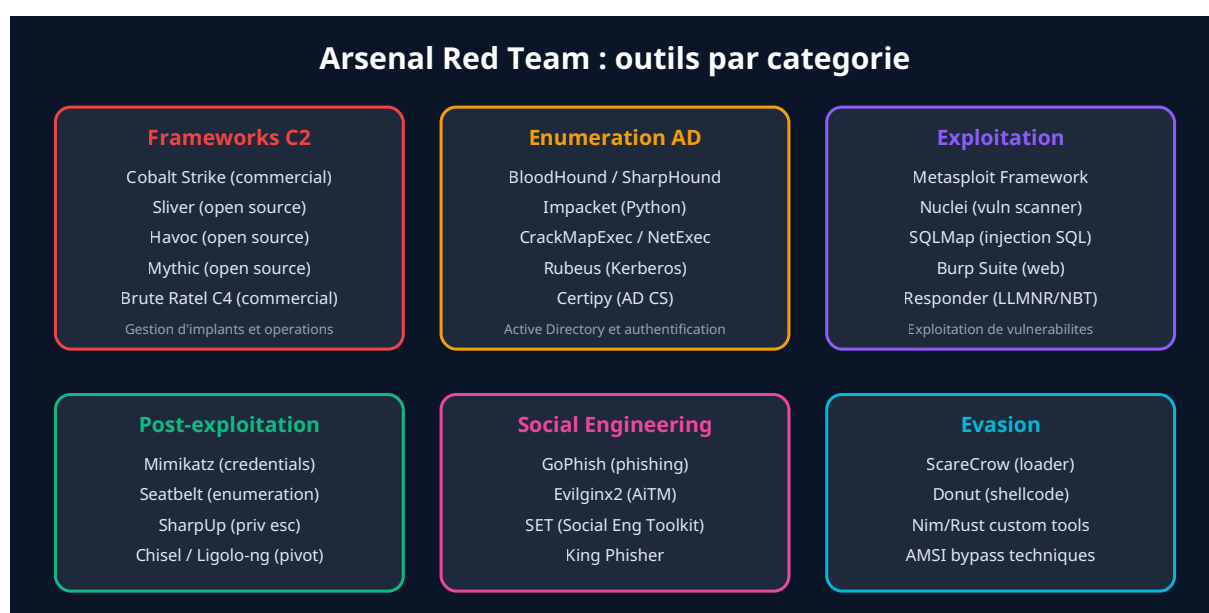 Arsenal Red Team : outils par categorie
Frameworks C2
Cobalt Strike (commercial)
Sliver (open source)
Havoc (open source)
Mythic (open source)
Brute Ratel C4 (commercial)
Gestion d'implants et operations
Enumeration AD
BloodHound / SharpHound
Impacket (Python)
CrackMapExec / NetExec
Rubeus (Kerberos)
Certipy (AD CS)
Active Directory et authentification
Exploitation
Metasploit Framework
Nuclei (vuln scanner)
SQLMap (injection SQL)
Burp Suite (web)
Responder (LLMNR/NBT)
Exploitation de vulnerabilites
Post-exploitation
Mimikatz (credentials)
Seatbelt (enumeration)
SharpUp (priv esc)
Chisel / Ligolo-ng (pivot)
Social Engineering
GoPhish (phishing)
Evilginx2 (AiTM)
SET (Social Eng Toolkit)
King Phisher
Evasion
ScareCrow (loader)
Donut (shellcode)
Nim/Rust custom tools
AMSI bypass techniques